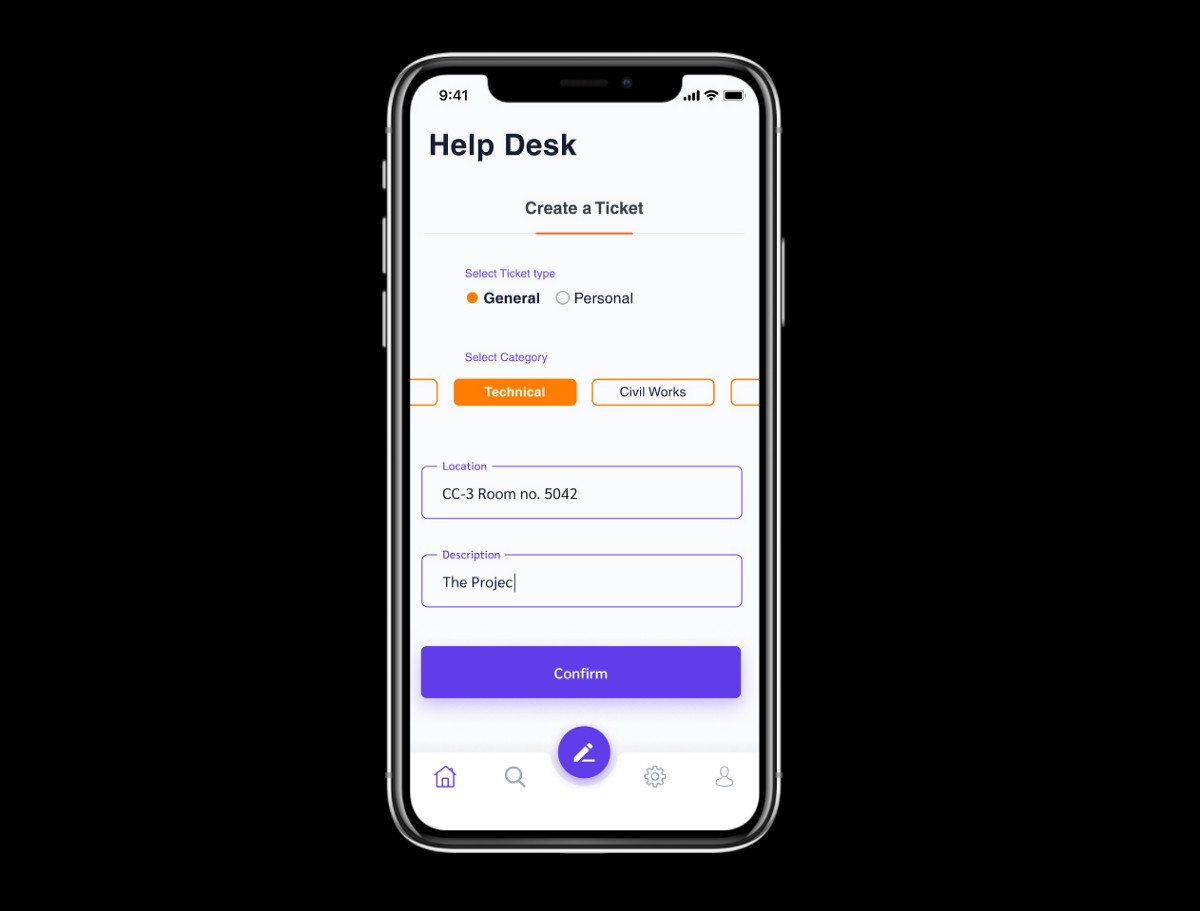 9:41
Help Desk
Create a Ticket
Select Ticket type
General Personal
Select Category
Technical Civil Works
Location
CC-3 Room no. 5042
Description
The Projec
Confirm